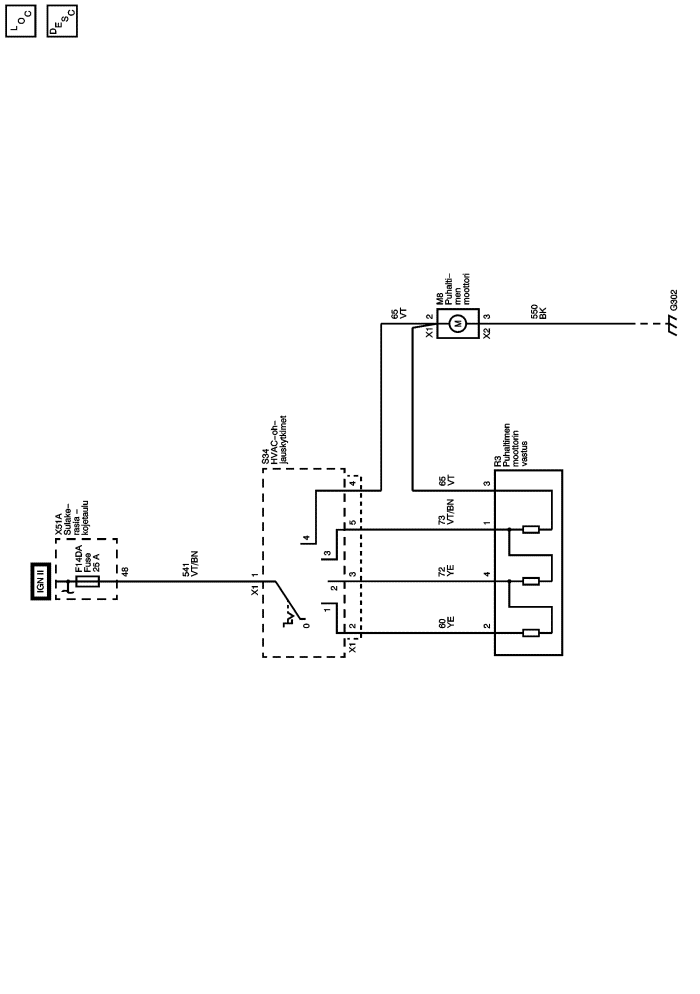 LOC
DESC
IGN II
X51A
Sulake–
rasia –
kojetaulu
F14DA
Fuse
25 A
48
541
VT/BN
X1
1
S34
HVAC–oh–
jauskytkimet
0
1
2
3
4
X1
2
3
5
4
60
YE
72
YE
73
VT/BN
65
VT
2
4
1
3
R3
Puhaltimen
moottorin
vastus
65
VT
X1
2
M8
Puhalti–
men
moottori
M
X2
3
550
BK
G302